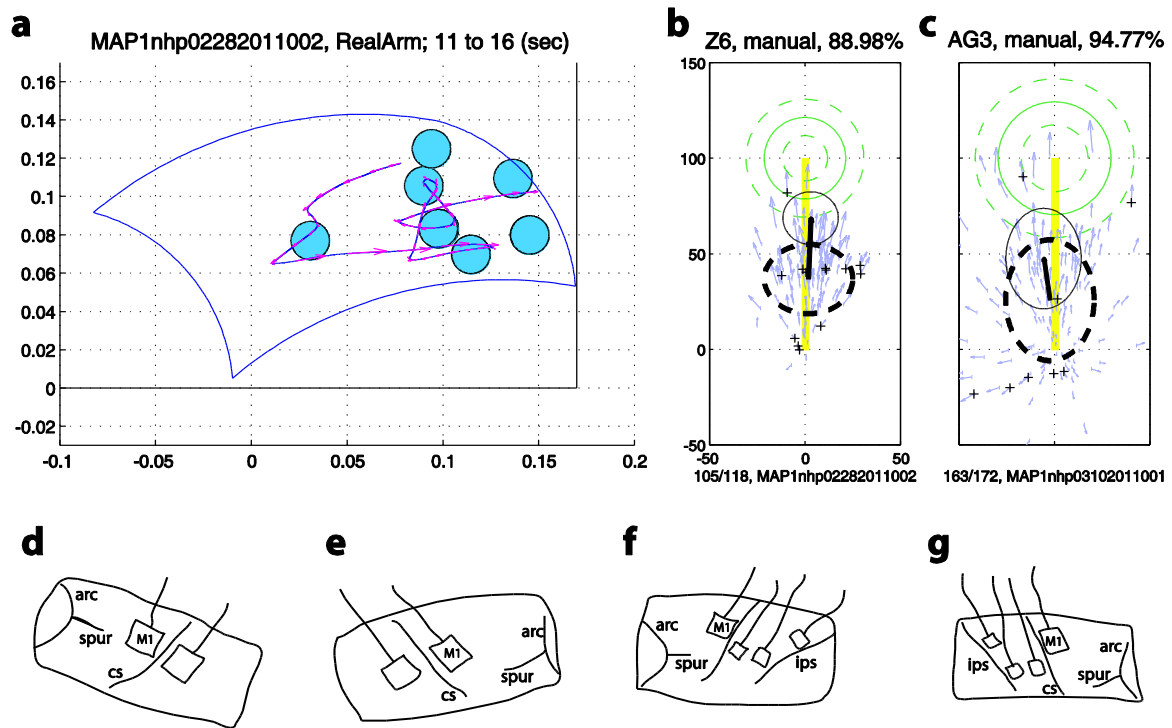 a
MAP1nhp02282011002, RealArm; 11 to 16 (sec)
0.16
0.14
0.12
0.1
0.08
0.06
0.04
0.02
0
-0.02
-0.1
-0.05
0
0.05
0.1
0.15
0.2
b
Z6, manual, 88.98%
150
100
50
0
-50
-50
0
50
105/118, MAP1nhp02282011002
c
AG3, manual, 94.77%
163/172, MAP1nhp03102011001
d
arc
spur
M1
cs
e
arc
M1
spur
cs
f
arc
M1
spur
ips
g
M1
arc
ips
spur
cs